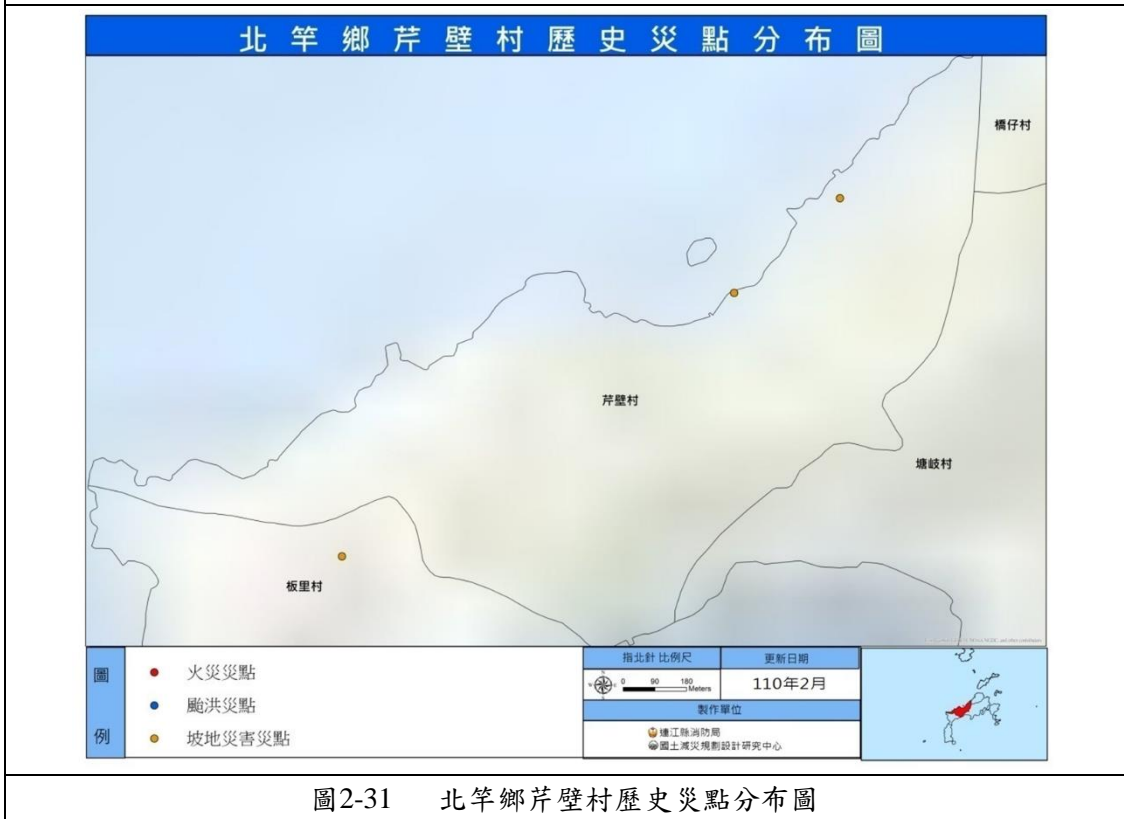 北竿鄉芹壁村歷史災點分布圖
橋仔村
芹壁村
塘岐村
板里村
圖例
火災災點
颱洪災點
坡地災害災點
指北針 比例尺
更新日期
0 90 180
Meters
110年2月
製作單位
連江縣消防局
國土減災規劃設計研究中心
圖2-31 北竿鄉芹壁村歷史災點分布圖